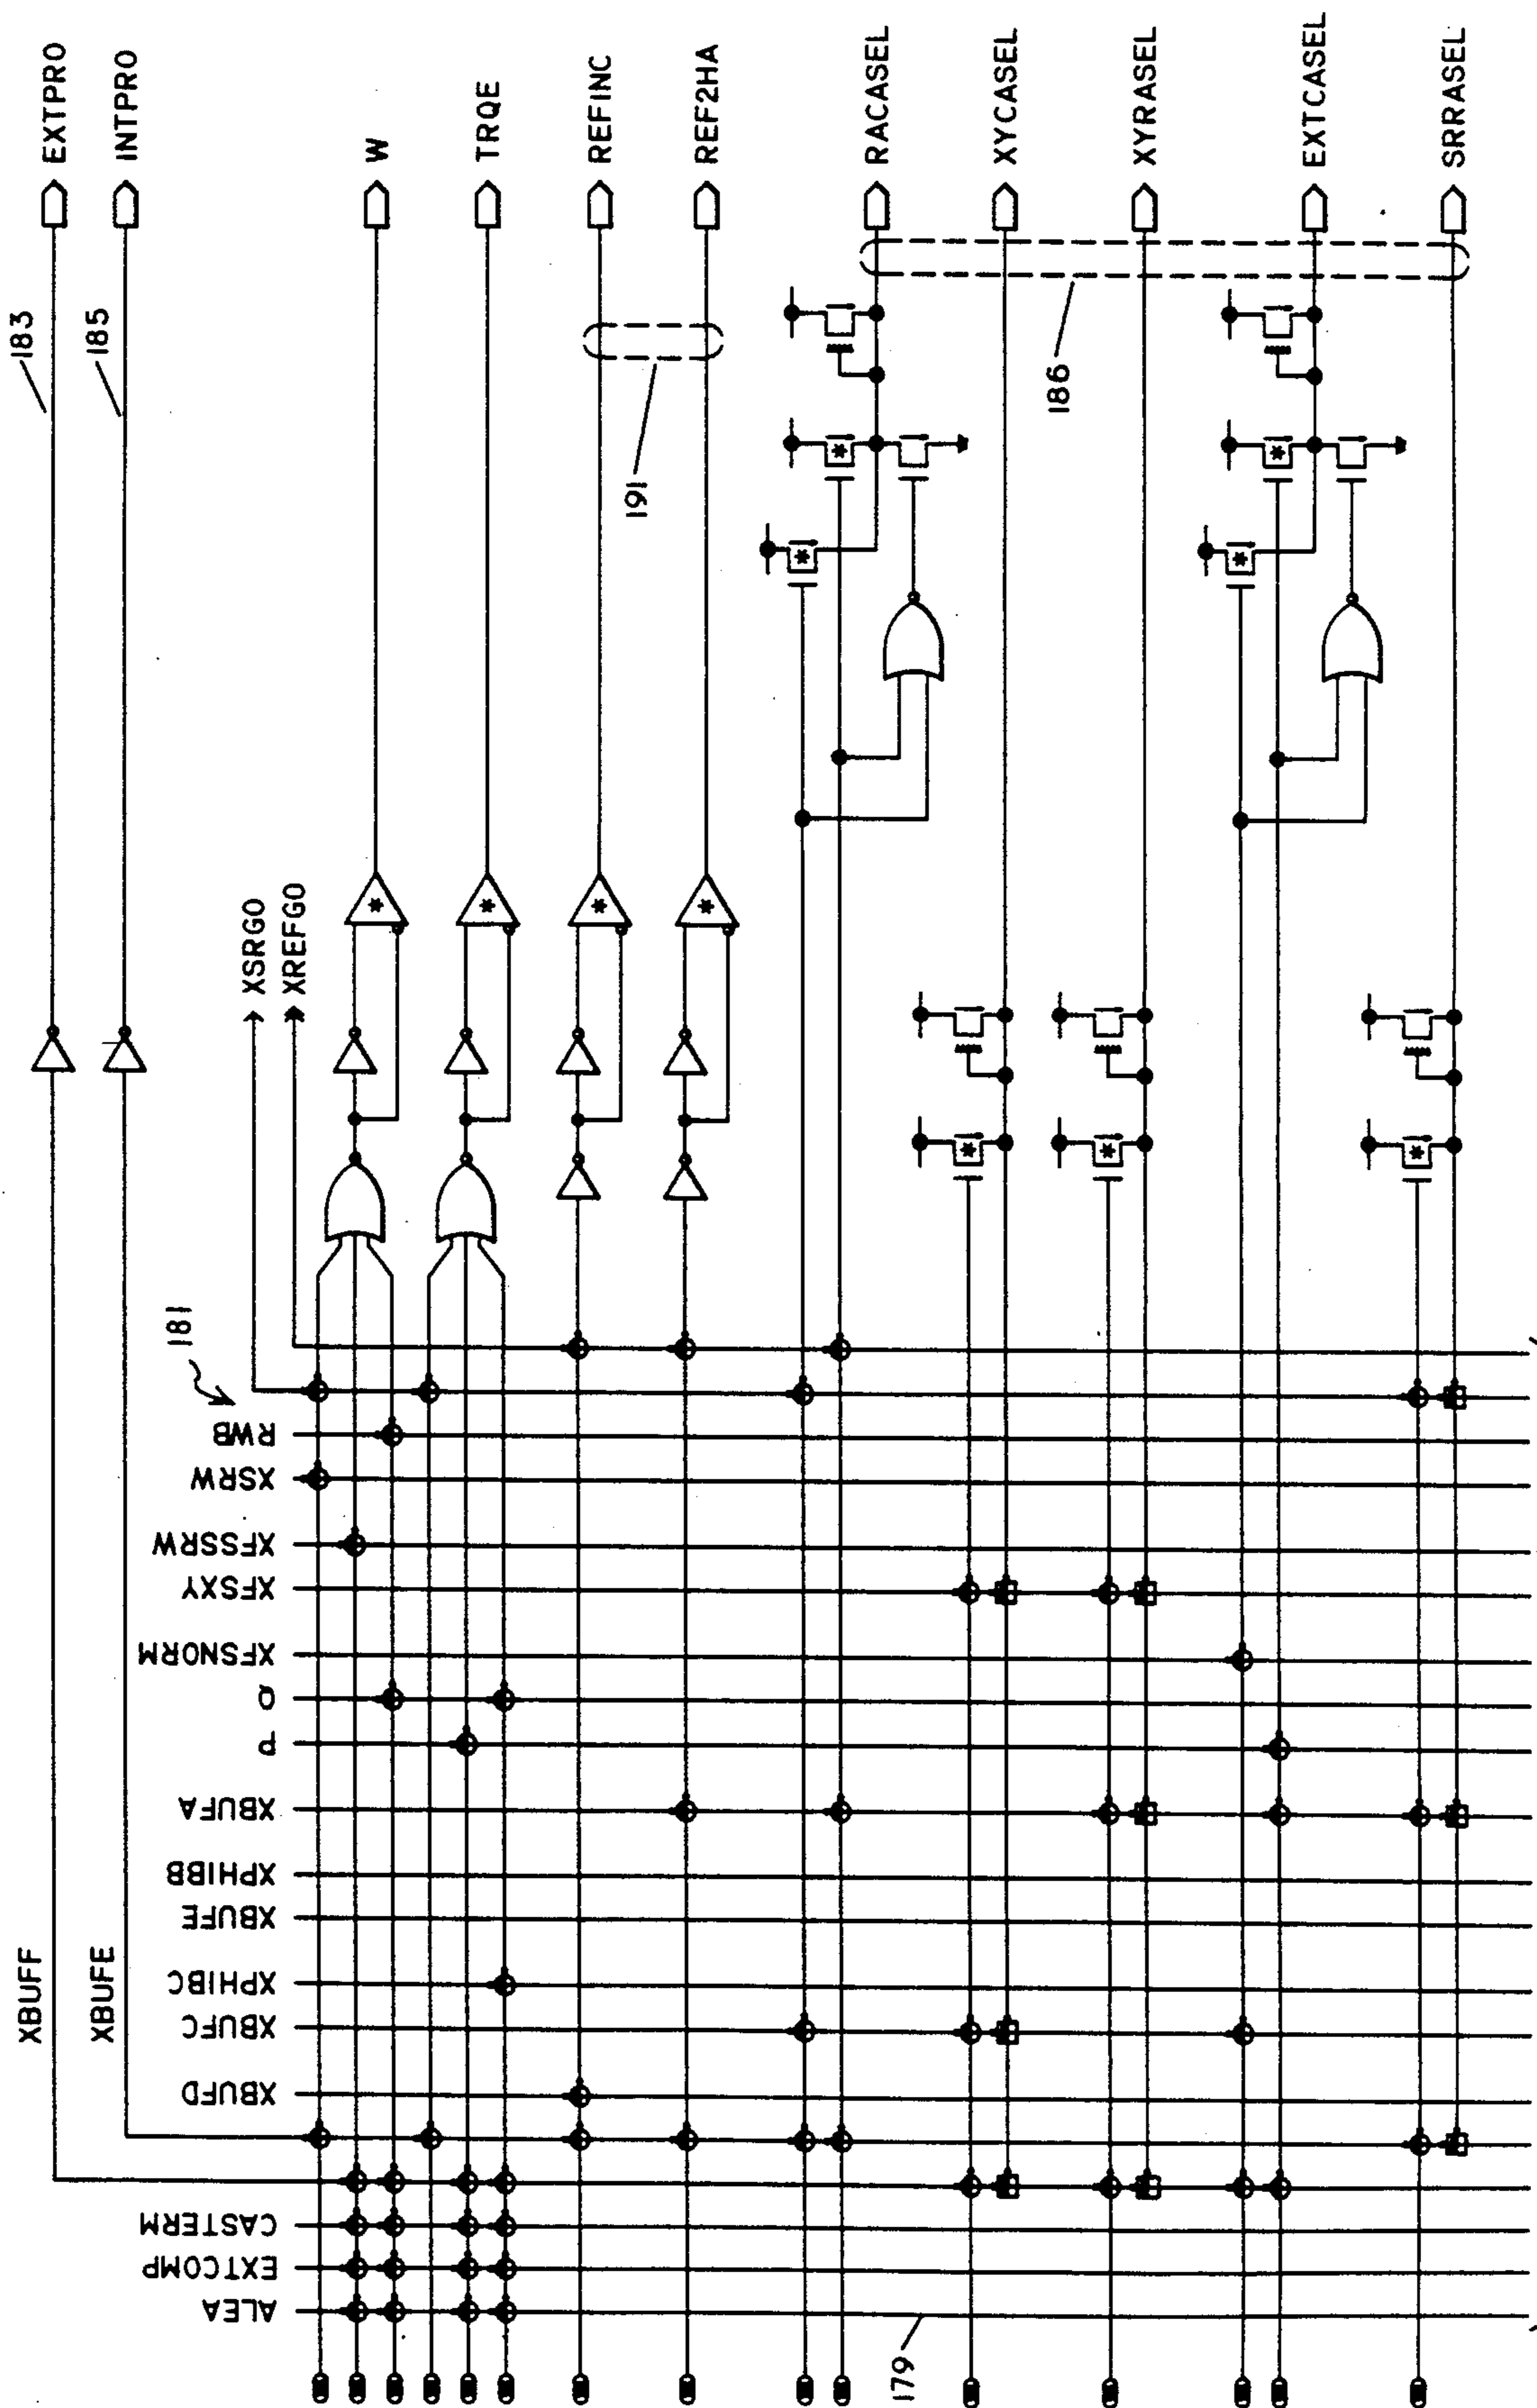 183
EXTPRO
185
INTPRO
XBUFF
XBUFE
XSRGO
XREFGO
W
TRQE
REFINC
REF2HA
191
181
ALEA
EXTCOMP
CASTERM
XBUFD
XBUFC
XPHIBC
XBUFE
XPHIBB
XBUFA
P
Q
XFSNORM
XFSXY
XFSSRW
XSRW
RWB
*
*
*
*
RACASEL
*
*
XYCASEL
*
XYRASEL
*
186
179
EXTCASEL
*
*
SRRASEL
*